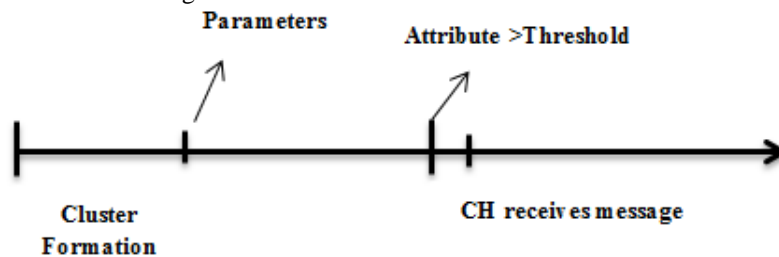 Parameters
Attribute >Threshold
Cluster
Formation
CH receives message